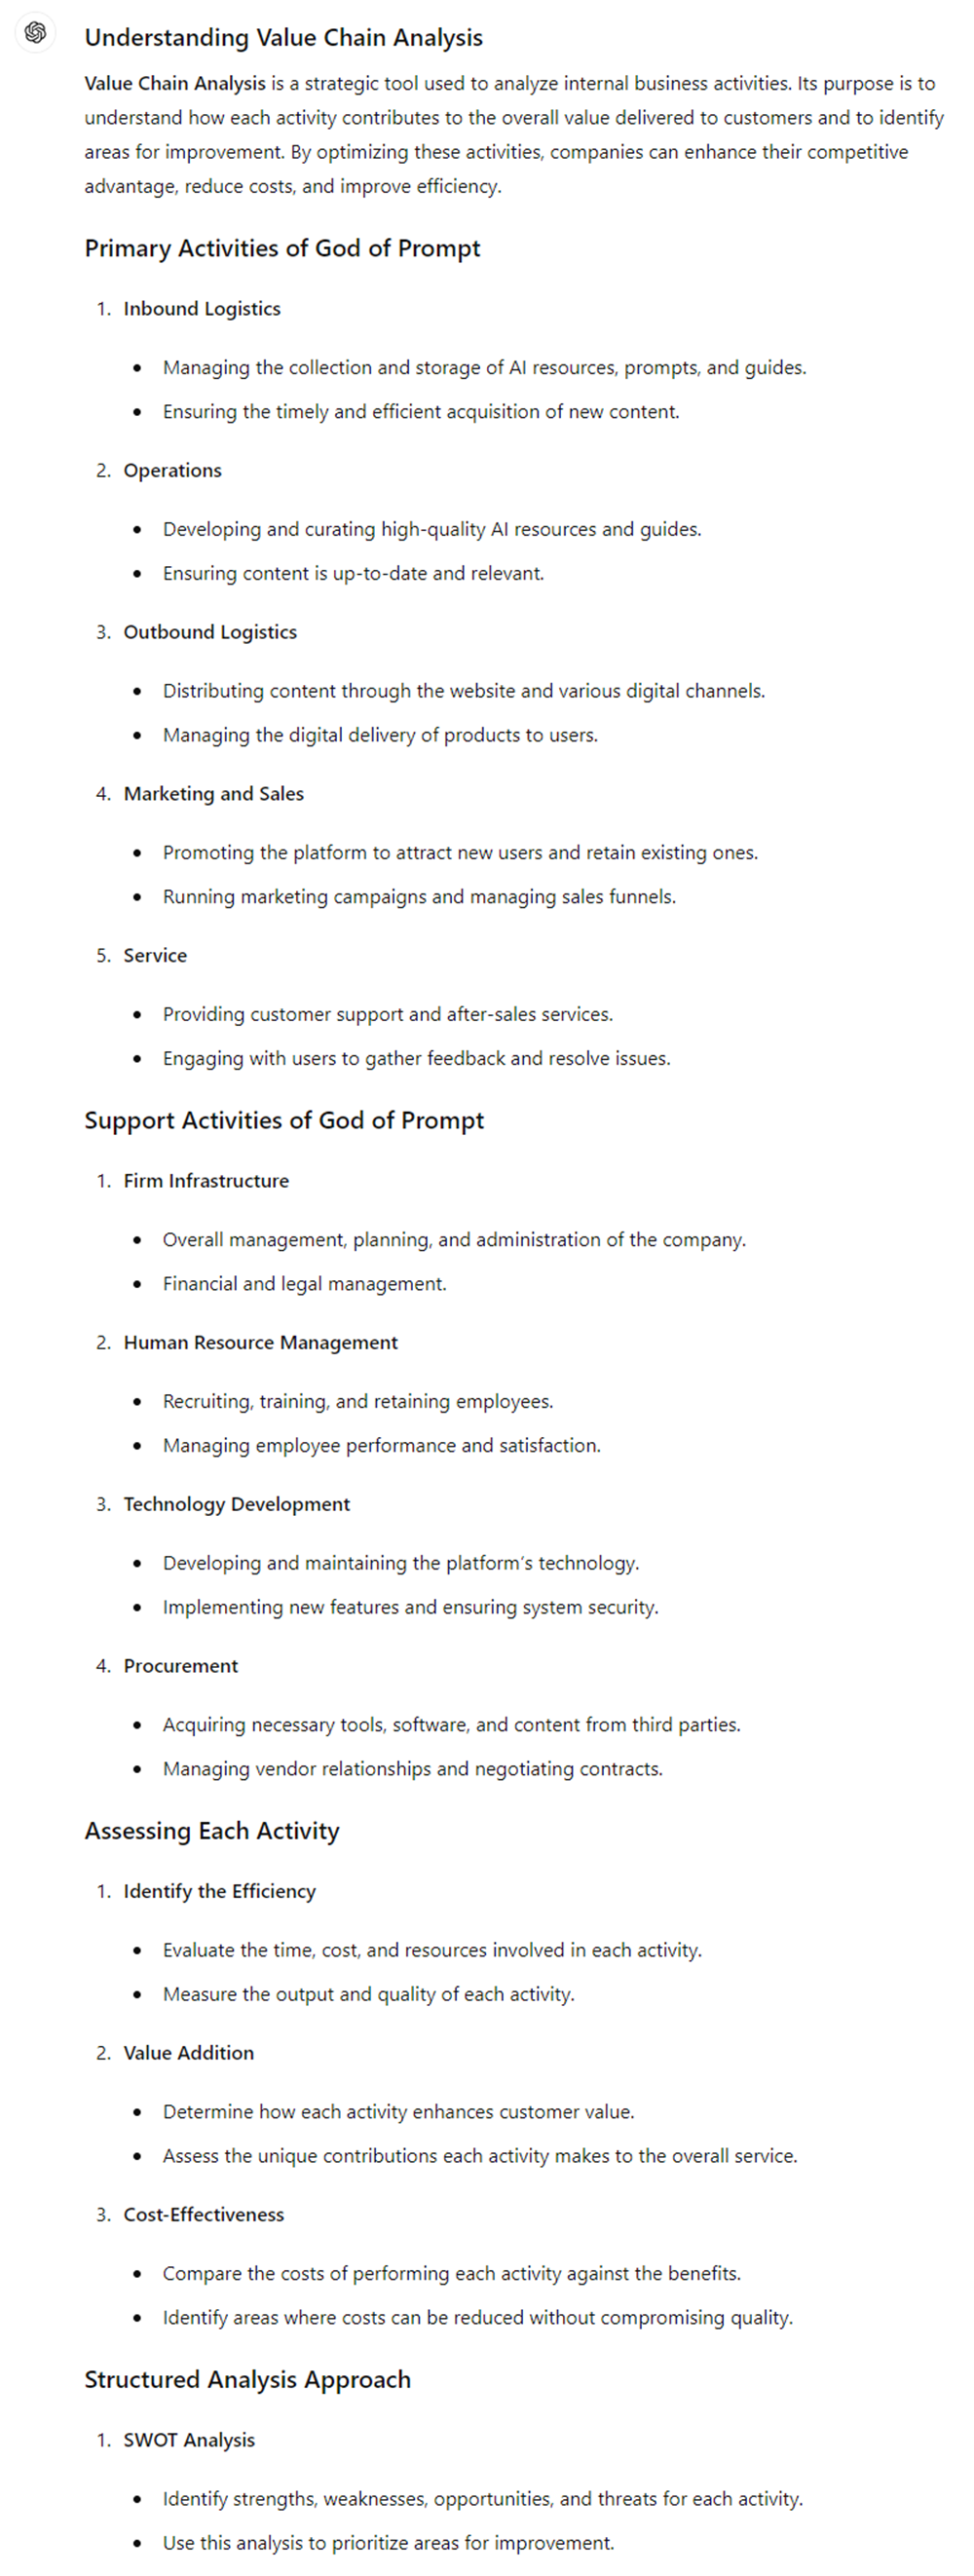 Understanding Value Chain Analysis
Value Chain Analysis is a strategic tool used to analyze internal business activities. Its purpose is to
understand how each activity contributes to the overall value delivered to customers and to identify
areas for improvement. By optimizing these activities, companies can enhance their competitive
advantage, reduce costs, and improve efficiency.
Primary Activities of God of Prompt
1. Inbound Logistics
• Managing the collection and storage of AI resources, prompts, and guides.
• Ensuring the timely and efficient acquisition of new content.
2. Operations
• Developing and curating high-quality AI resources and guides.
• Ensuring content is up-to-date and relevant.
3. Outbound Logistics
• Distributing content through the website and various digital channels.
• Managing the digital delivery of products to users.
4. Marketing and Sales
• Promoting the platform to attract new users and retain existing ones.
• Running marketing campaigns and managing sales funnels.
5. Service
• Providing customer support and after-sales services.
• Engaging with users to gather feedback and resolve issues.
Support Activities of God of Prompt
1. Firm Infrastructure
• Overall management, planning, and administration of the company.
• Financial and legal management.
2. Human Resource Management
• Recruiting, training, and retaining employees.
• Managing employee performance and satisfaction.
3. Technology Development
• Developing and maintaining the platform's technology.
• Implementing new features and ensuring system security.
4. Procurement
• Acquiring necessary tools, software, and content from third parties.
• Managing vendor relationships and negotiating contracts.
Assessing Each Activity
1. Identify the Efficiency
• Evaluate the time, cost, and resources involved in each activity.
• Measure the output and quality of each activity.
2. Value Addition
• Determine how each activity enhances customer value.
• Assess the unique contributions each activity makes to the overall service.
3. Cost-Effectiveness
• Compare the costs of performing each activity against the benefits.
• Identify areas where costs can be reduced without compromising quality.
Structured Analysis Approach
1. SWOT Analysis
• Identify strengths, weaknesses, opportunities, and threats for each activity.
• Use this analysis to prioritize areas for improvement.